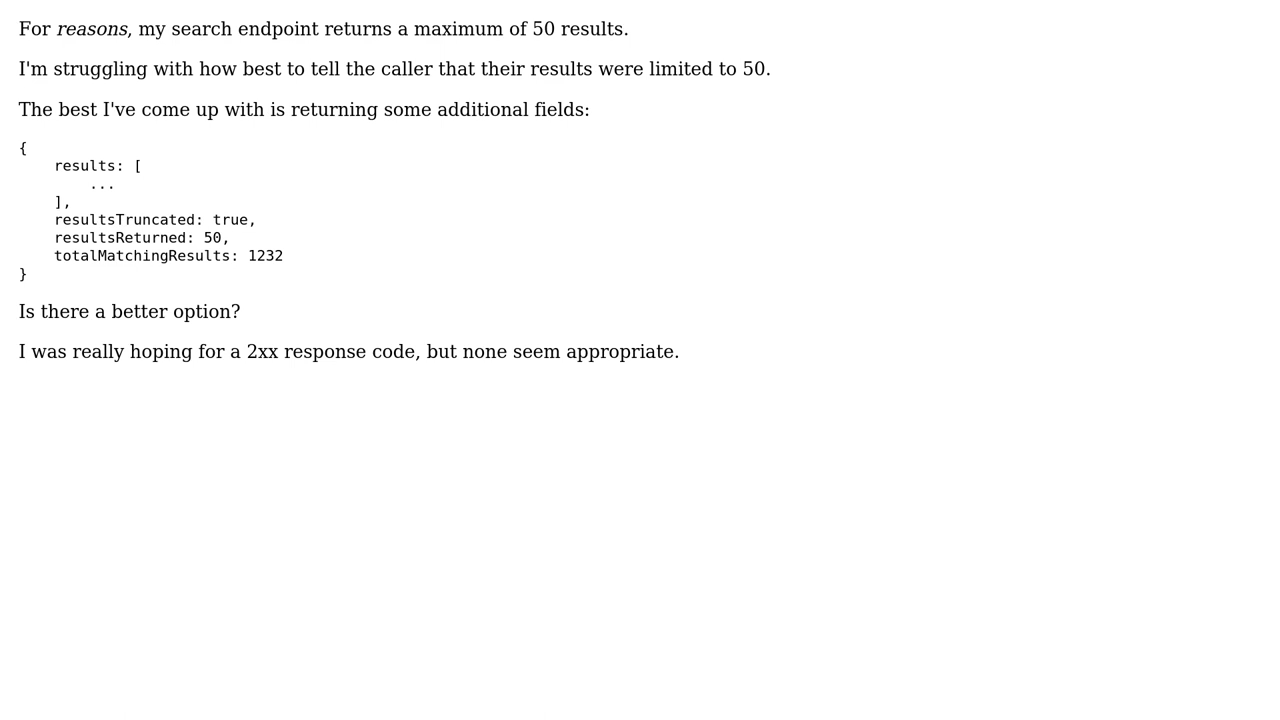 For reasons, my search endpoint returns a maximum of 50 results.
I'm struggling with how best to tell the caller that their results were limited to 50.
The best I've come up with is returning some additional fields:
{
    results: [
        ...
    ],
    resultsTruncated: true,
    resultsReturned: 50,
    totalMatchingResults: 1232
}
Is there a better option?
I was really hoping for a 2xx response code, but none seem appropriate.